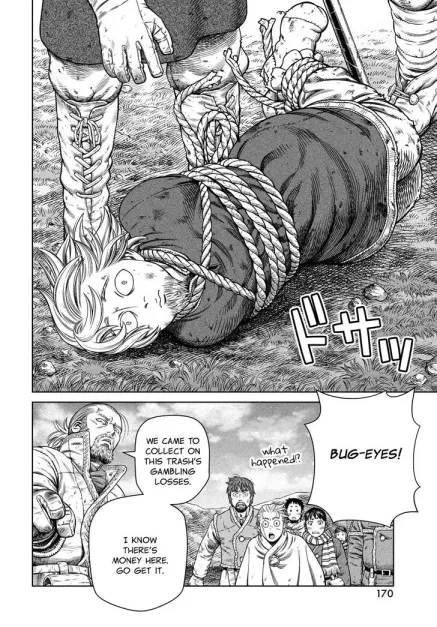 ドサッ
BUG-EYES!
what
happened!?
WE CAME TO
COLLECT ON
THIS TRASH'S
GAMBLING
LOSSES.
I KNOW
THERE'S
MONEY HERE.
GO GET IT.
170